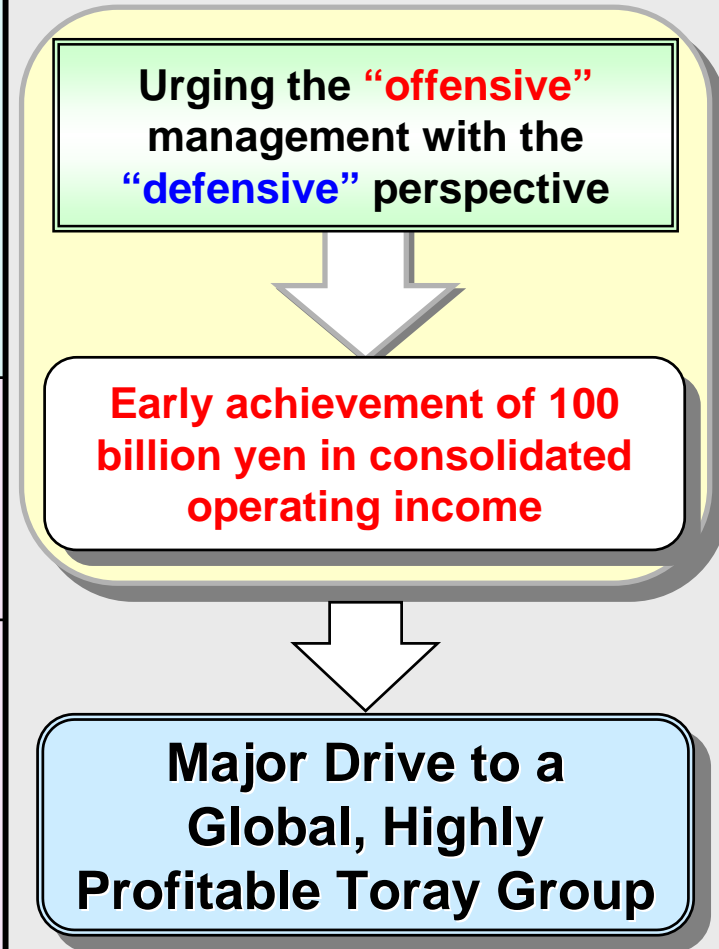 Urging the “offensive”
management with the
“defensive” perspective
Early achievement of 100
billion yen in consolidated
operating income
Major Drive to a
Global, Highly
Profitable Toray Group